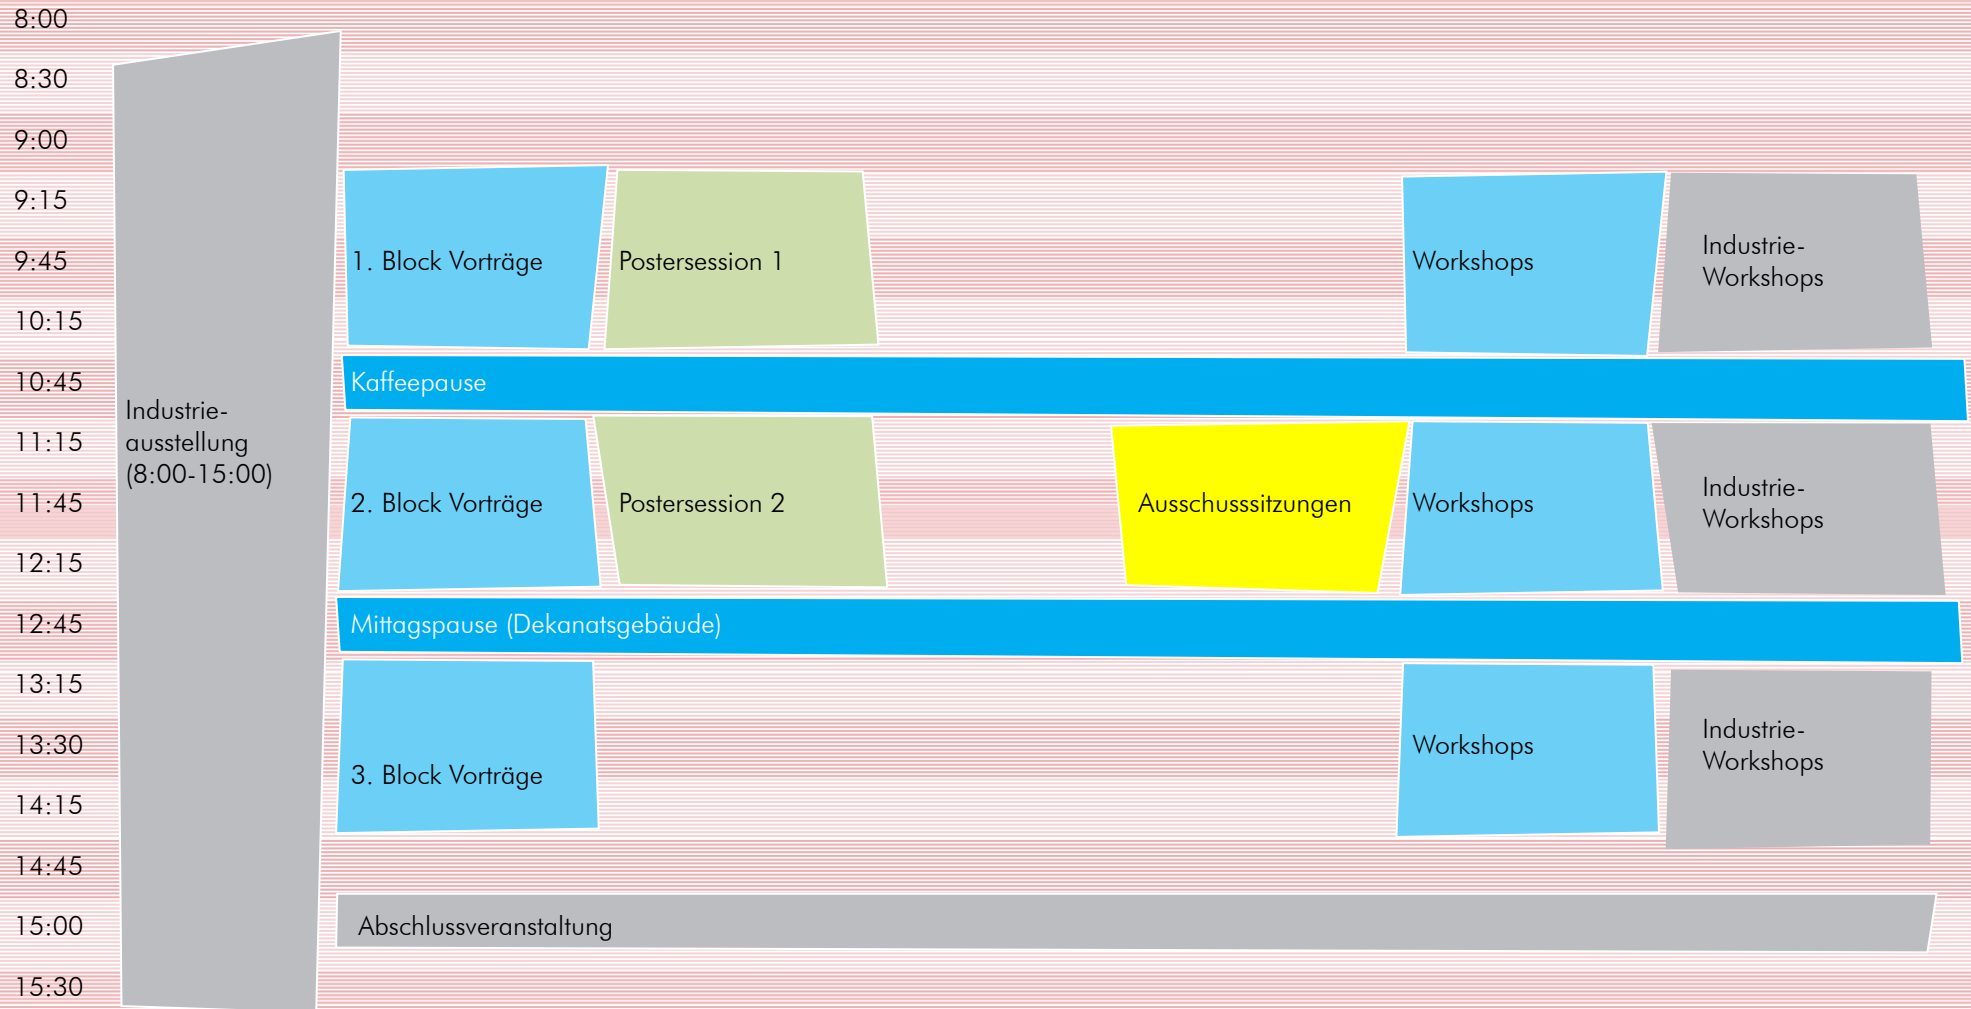 8:00
8:30
9:00
9:15
9:45
1. Block Vorträge
Postersession 1
Workshops
Industrie-
Workshops
10:15
10:45
Kaffeepause
Industrie-
ausstellung
(8:00-15:00)
11:15
11:45
2. Block Vorträge
Postersession 2
Ausschusssitzungen
Workshops
Industrie-
Workshops
12:15
12:45
Mittagspause (Dekanatsgebäude)
13:15
13:30
3. Block Vorträge
Workshops
Industrie-
Workshops
14:15
14:45
15:00
Abschlussveranstaltung
15:30